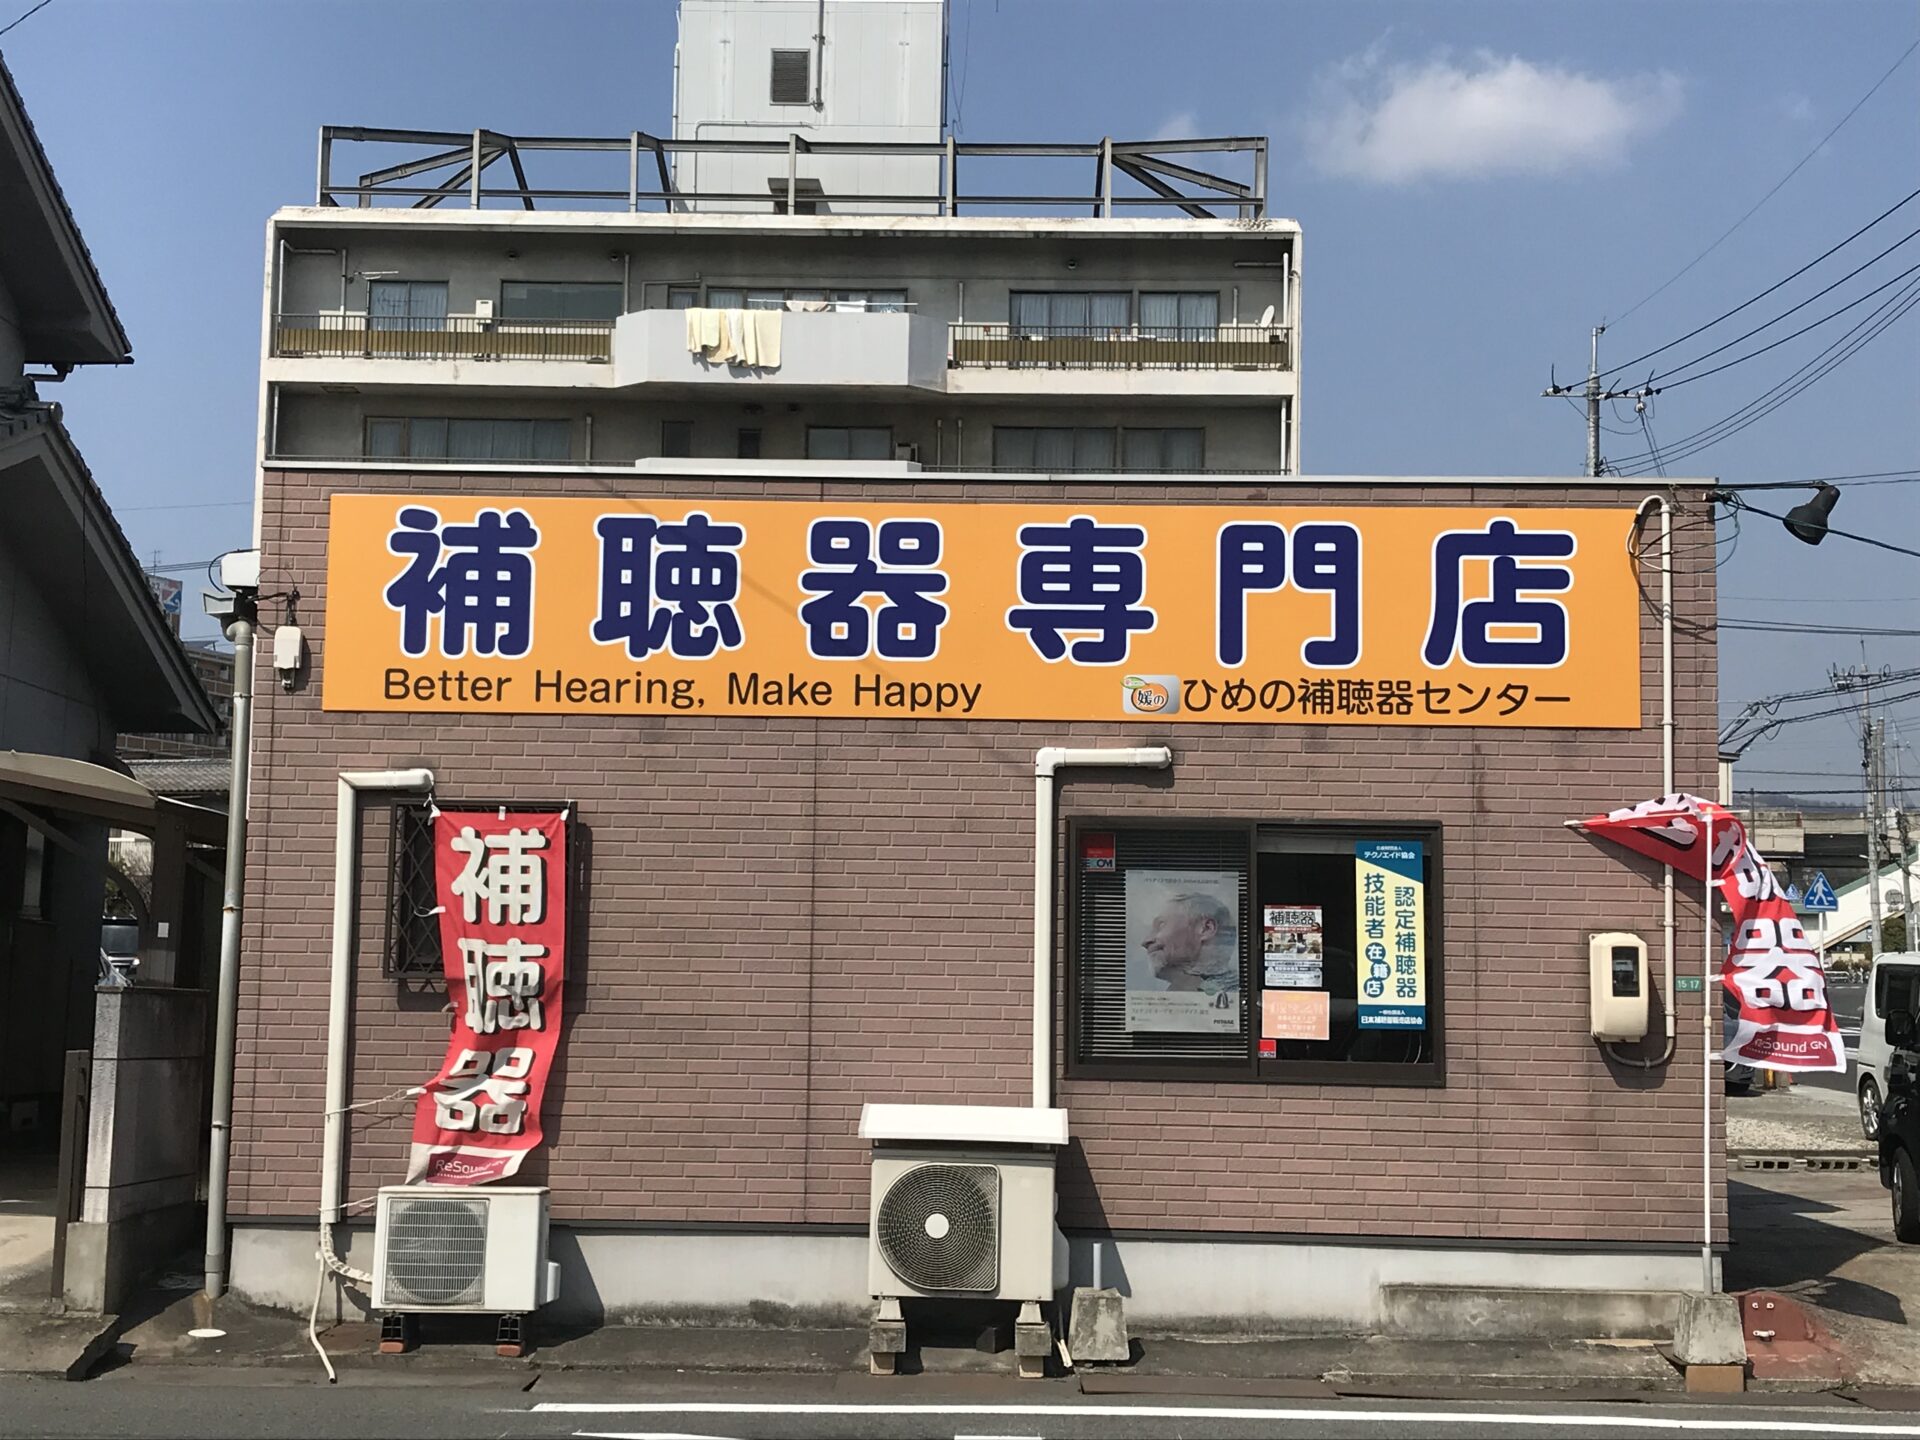 補聴器専門店
Better Hearing, Make Happy
媛の
ひめの補聴器センター
補聴器
ReSound GN
SECOM
補聴器
テクノエイド協会
認定補聴器
技能者在籍店
日本補聴器販売店協会
15 17
器
ReSound GN